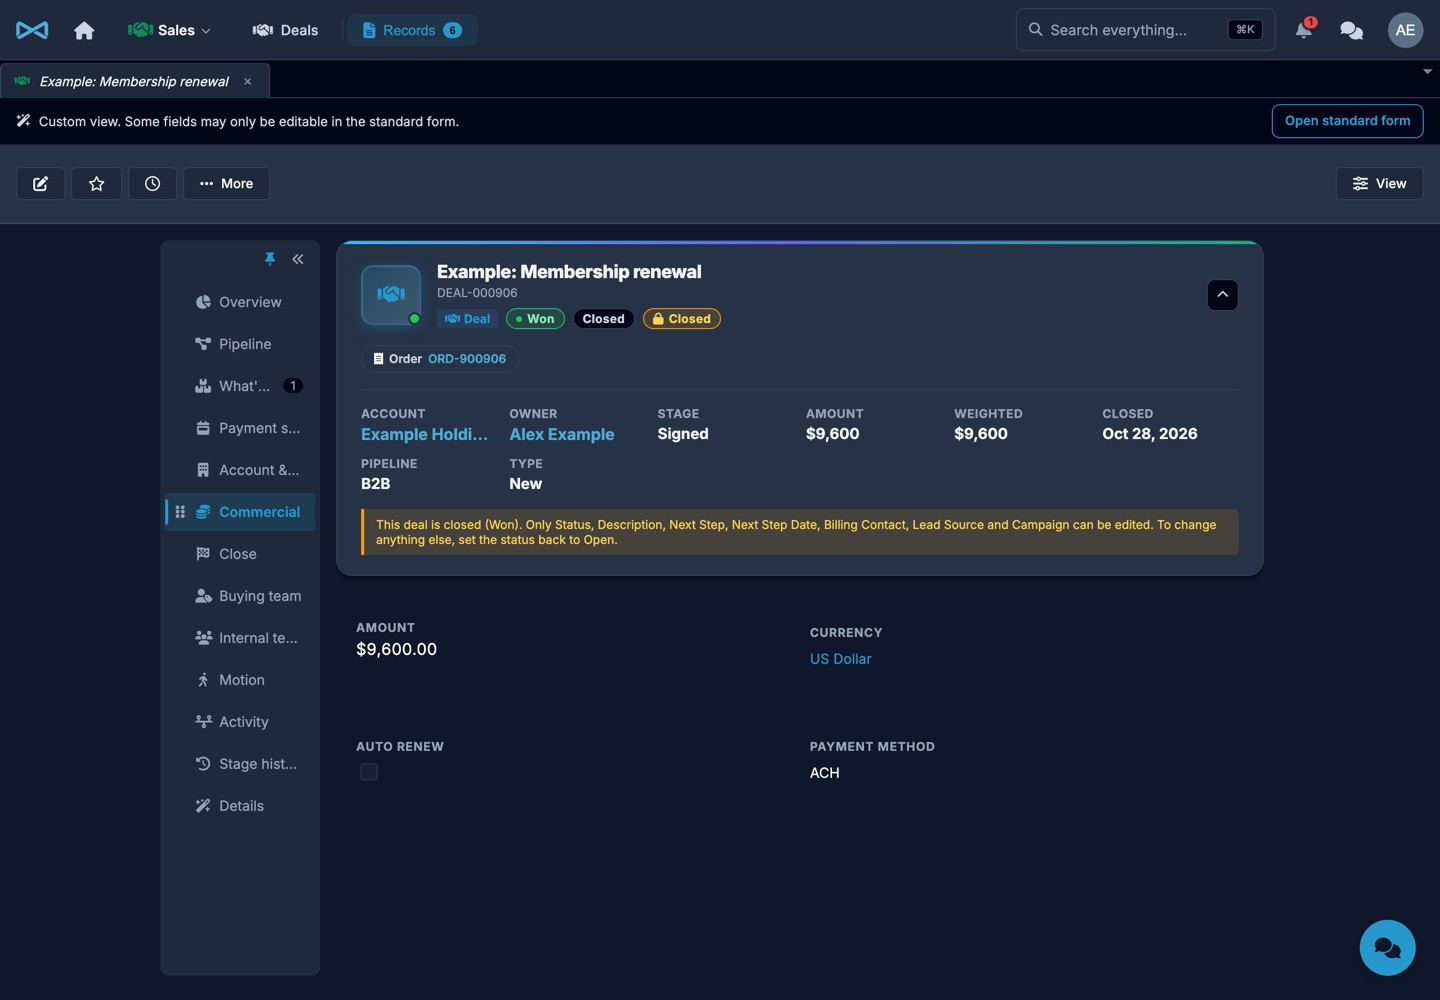 Sales
Deals
Records 6
Search everything... ⌘K
1
AE
Example: Membership renewal ×
Custom view. Some fields may only be editable in the standard form.
Open standard form
More
View
Overview
Pipeline
What'... 1
Payment s...
Account &...
Commercial
Close
Buying team
Internal te...
Motion
Activity
Stage hist...
Details
Example: Membership renewal
DEAL-000906
Deal Won Closed Closed
Order ORD-900906
ACCOUNT OWNER STAGE AMOUNT WEIGHTED CLOSED
Example Holdi... Alex Example Signed $9,600 $9,600 Oct 28, 2026
PIPELINE TYPE
B2B New
This deal is closed (Won). Only Status, Description, Next Step, Next Step Date, Billing Contact, Lead Source and Campaign can be edited. To change
anything else, set the status back to Open.
AMOUNT
$9,600.00
CURRENCY
US Dollar
AUTO RENEW
PAYMENT METHOD
ACH